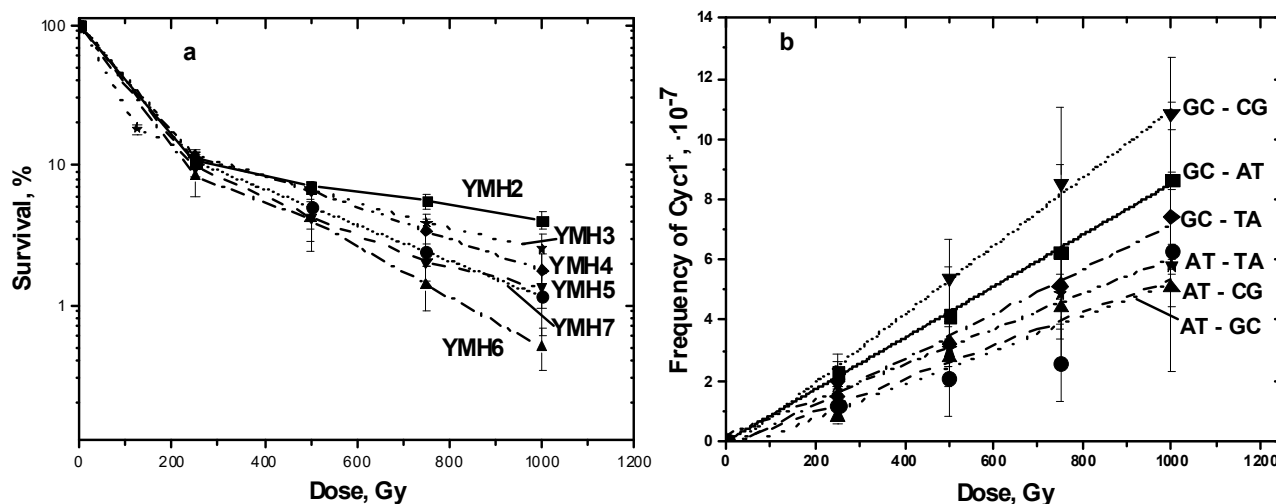 a
Survival, %
100
10
1
YMH2
YMH3
YMH4
YMH5
YMH7
YMH6
0 200 400 600 800 1000 1200
Dose, Gy
b
Frequency of Cyc1⁺, ·10⁻⁷
14
12
10
8
6
4
2
0
GC - CG
GC - AT
GC - TA
AT - TA
AT - CG
AT - GC
0 200 400 600 800 1000 1200
Dose, Gy